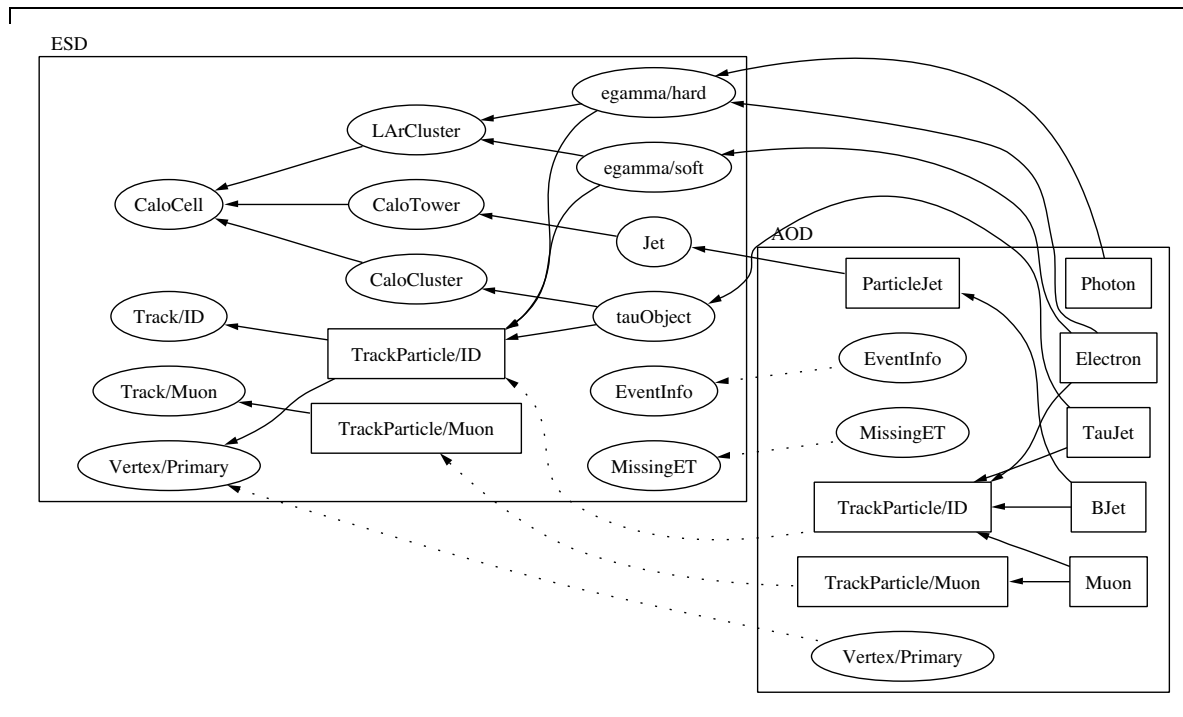 ESD
egamma/hard
LArCluster
egamma/soft
CaloCell
CaloTower
Jet
AOD
CaloCluster
ParticleJet
Photon
Track/ID
tauObject
TrackParticle/ID
EventInfo
Electron
Track/Muon
EventInfo
TrackParticle/Muon
MissingET
TauJet
Vertex/Primary
MissingET
TrackParticle/ID
BJet
TrackParticle/Muon
Muon
Vertex/Primary